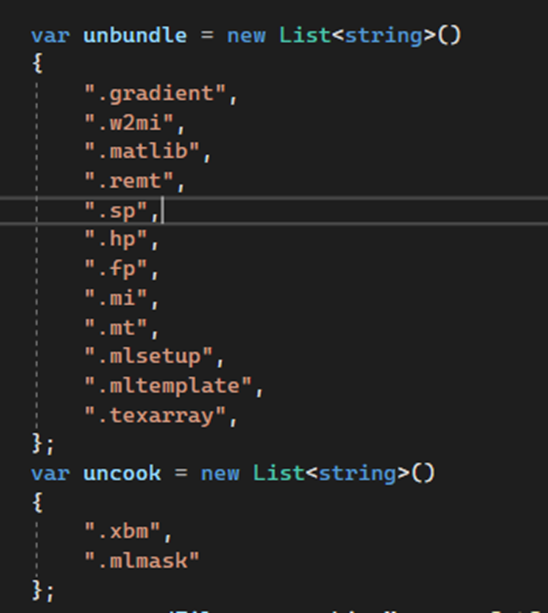 var unbundle = new List<string>()
{
".gradient",
".w2mi",
".matlib",
".remt",
".sp",
".hp",
".fp",
".mi",
".mt",
".mlsetup",
".mltemplate",
".texarray",
};
var uncook = new List<string>()
{
".xbm",
".mlmask"
};